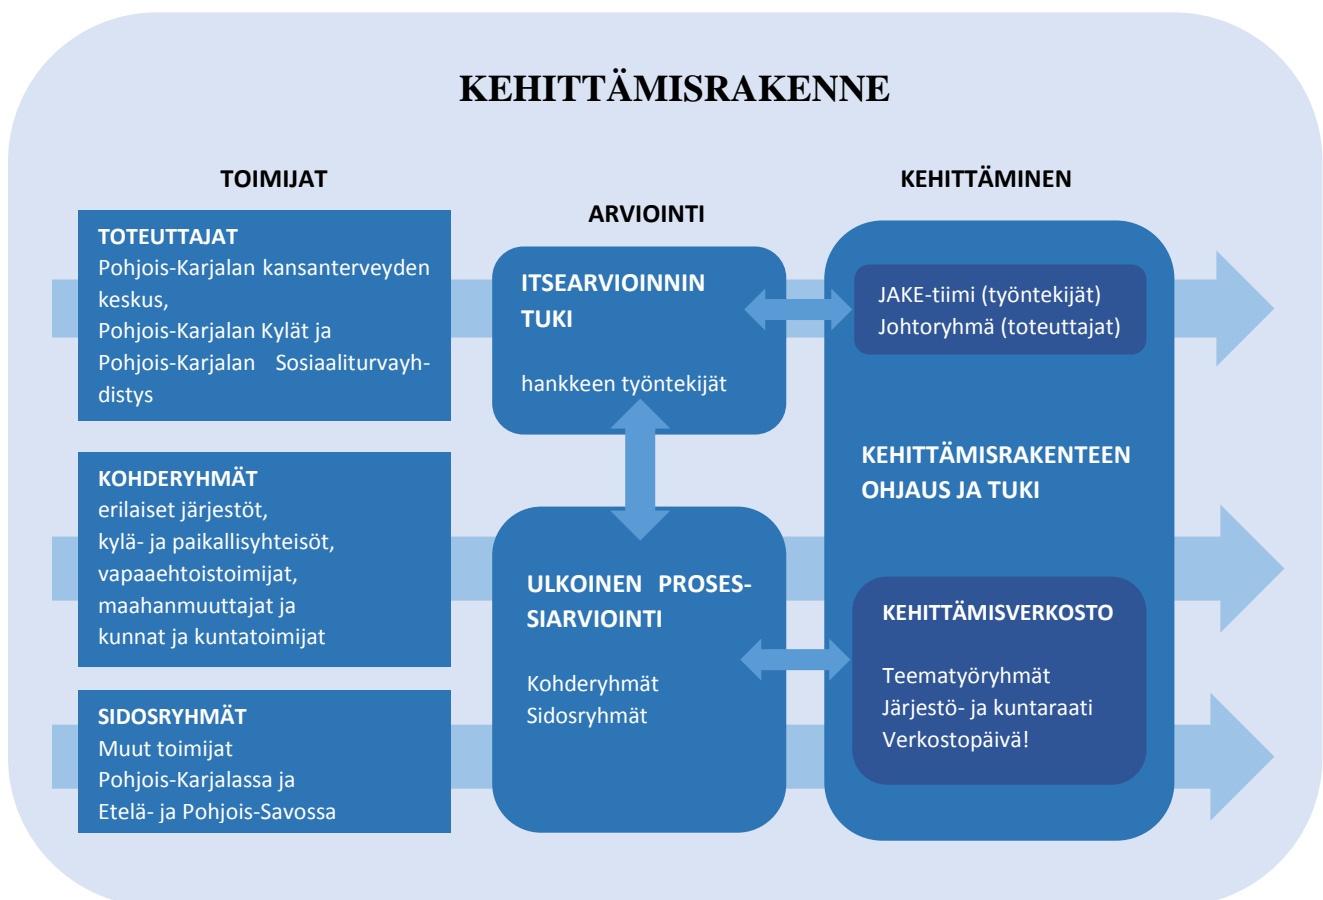 KEHITTÄMISRAKENNE
TOIMIJAT
TOTEUTTAJAT
Pohjois-Karjalan kansanterveyden
keskus,
Pohjois-Karjalan Kylät ja
Pohjois-Karjalan Sosiaaliturvayh-
distys
KOHDERYHMÄT
erilaiset järjestöt,
kylä- ja paikallisyhteisöt,
vapaaehtoistoimijat,
maahanmuuttajat ja
kunnat ja kuntatoimijat
SIDOSRYHMÄT
Muut toimijat
Pohjois-Karjalassa ja
Etelä- ja Pohjois-Savossa
ARVIOINTI
ITSEARVIOINNIN
TUKI
hankkeen työntekijät
ULKOINEN PROSES-
SIARVIOINTI
Kohderyhmät
Sidosryhmät
KEHITTÄMINEN
JAKE-tiimi (työntekijät)
Johtoryhmä (toteuttajat)
KEHITTÄMISRAKENTEEN
OHJAUS JA TUKI
KEHITTÄMISVERKOSTO
Teematyöryhmät
Järjestö- ja kuntaraati
Verkostopäivä!